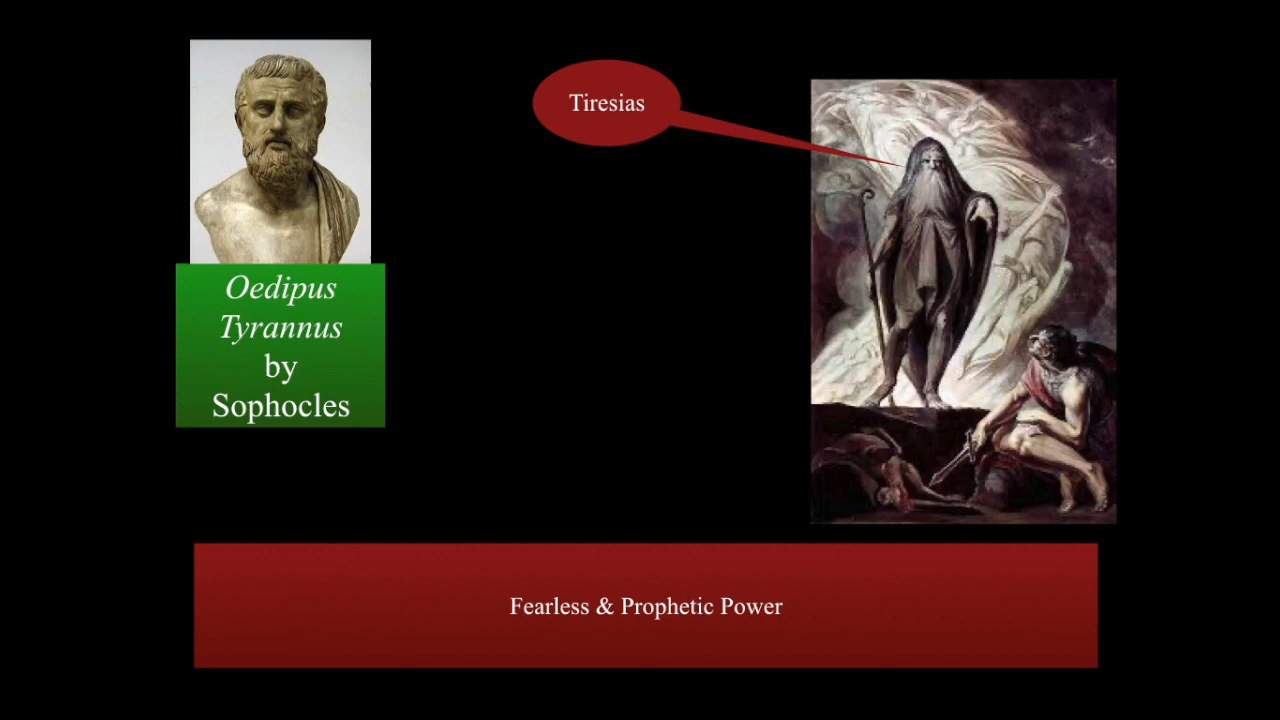 Tiresias
Oedipus
Tyrannus
by
Sophocles
Fearless & Prophetic Power